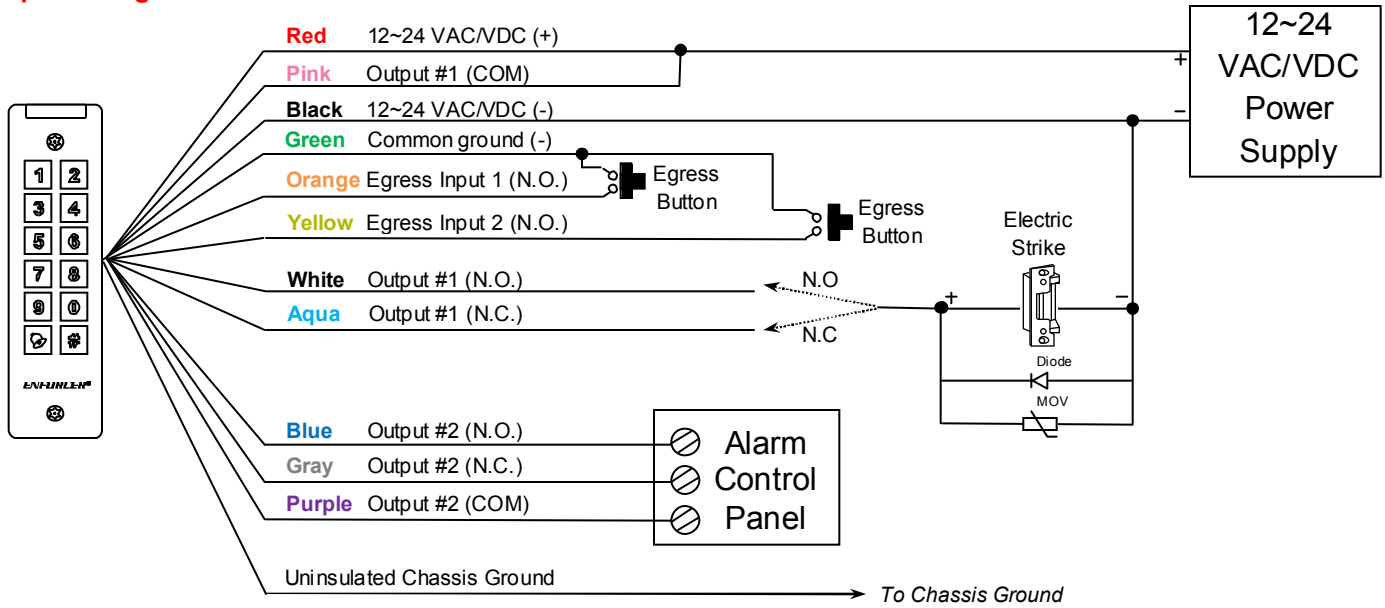 Red 12~24 VAC/VDC (+)
Pink Output #1 (COM)
Black 12~24 VAC/VDC (-)
Green Common ground (-)
Orange Egress Input 1 (N.O.)
Yellow Egress Input 2 (N.O.)
White Output #1 (N.O.)
Aqua Output #1 (N.C.)
Blue Output #2 (N.O.)
Gray Output #2 (N.C.)
Purple Output #2 (COM)
Uninsulated Chassis Ground
To Chassis Ground
Egress
Button
Egress
Button
N.O
N.C
Electric
Strike
+ −
Diode
MOV
Alarm
Control
Panel
12~24
VAC/VDC
Power
Supply
+
−
1 2
3 4
5 6
7 8
9 0
#
ENFORCER®